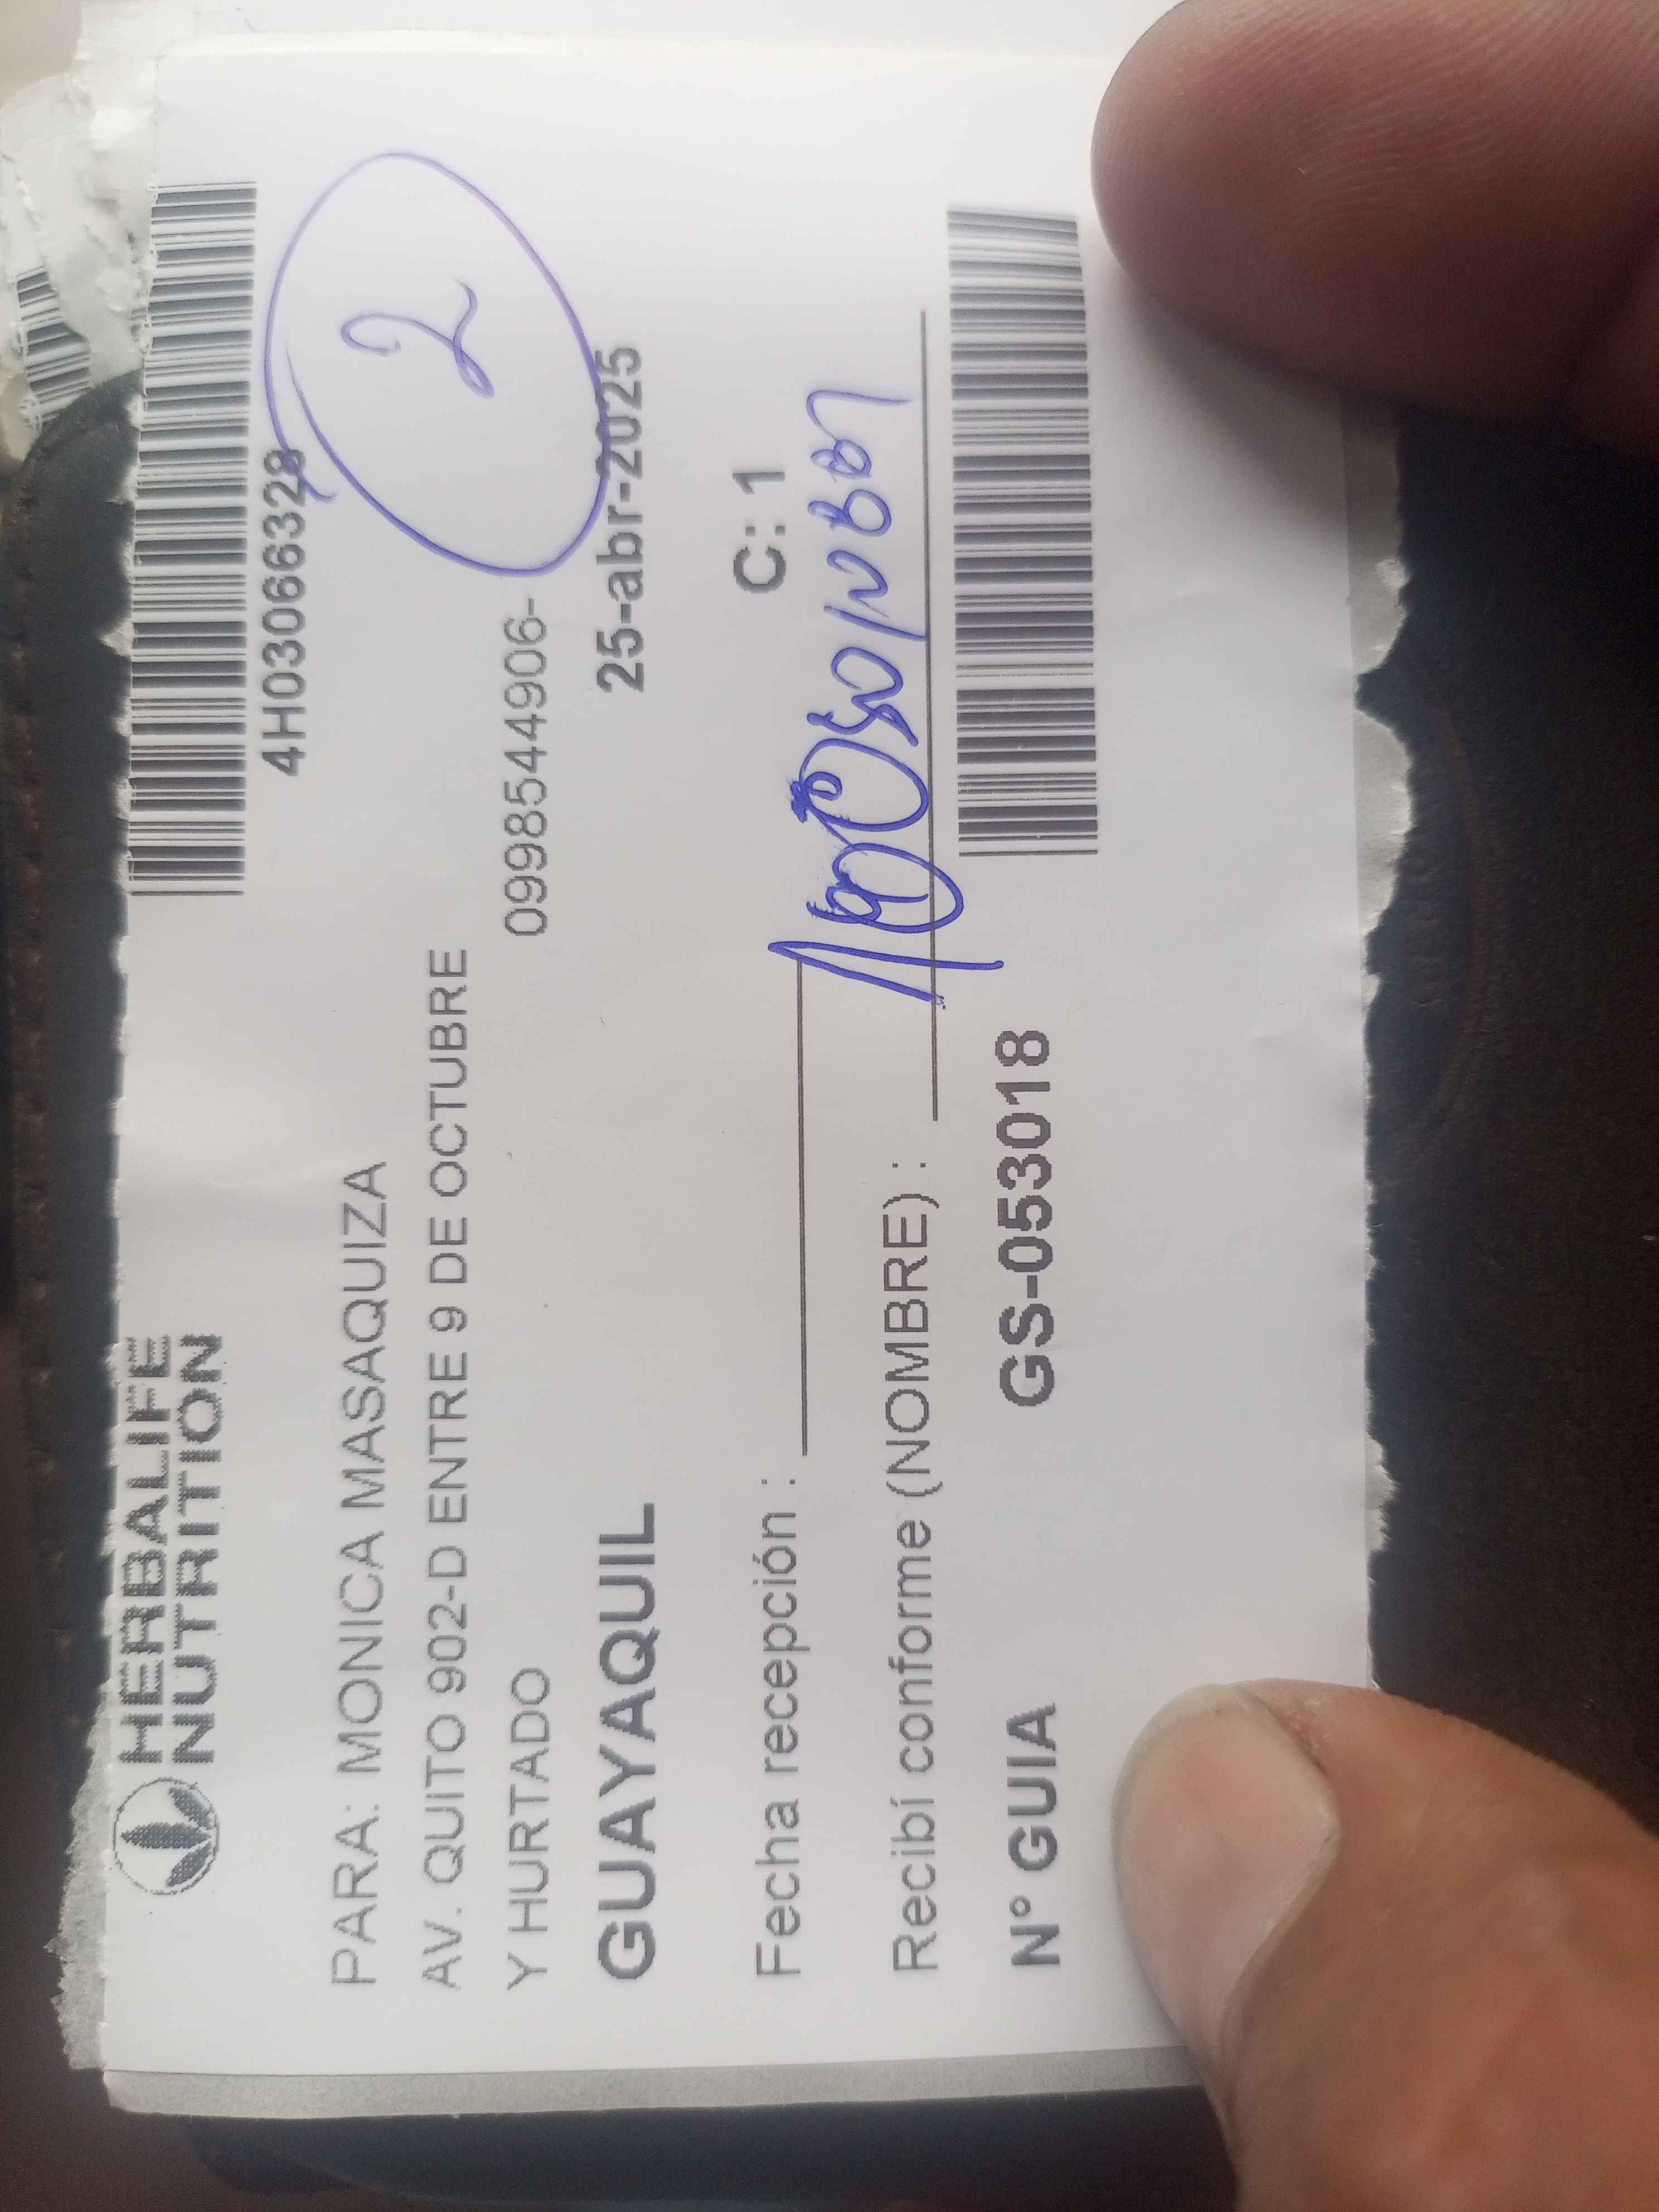 HERBALIFE
NUTRITION
4H03066328
2
PARA: MONICA MASAQUIZA
AV. QUITO 902-D ENTRE 9 DE OCTUBRE
Y HURTADO
0998544906-
GUAYAQUIL
25-abr-2025
Fecha recepción :
C: 1
Recibí conforme (NOMBRE) :
N° GUIA
GS-053018